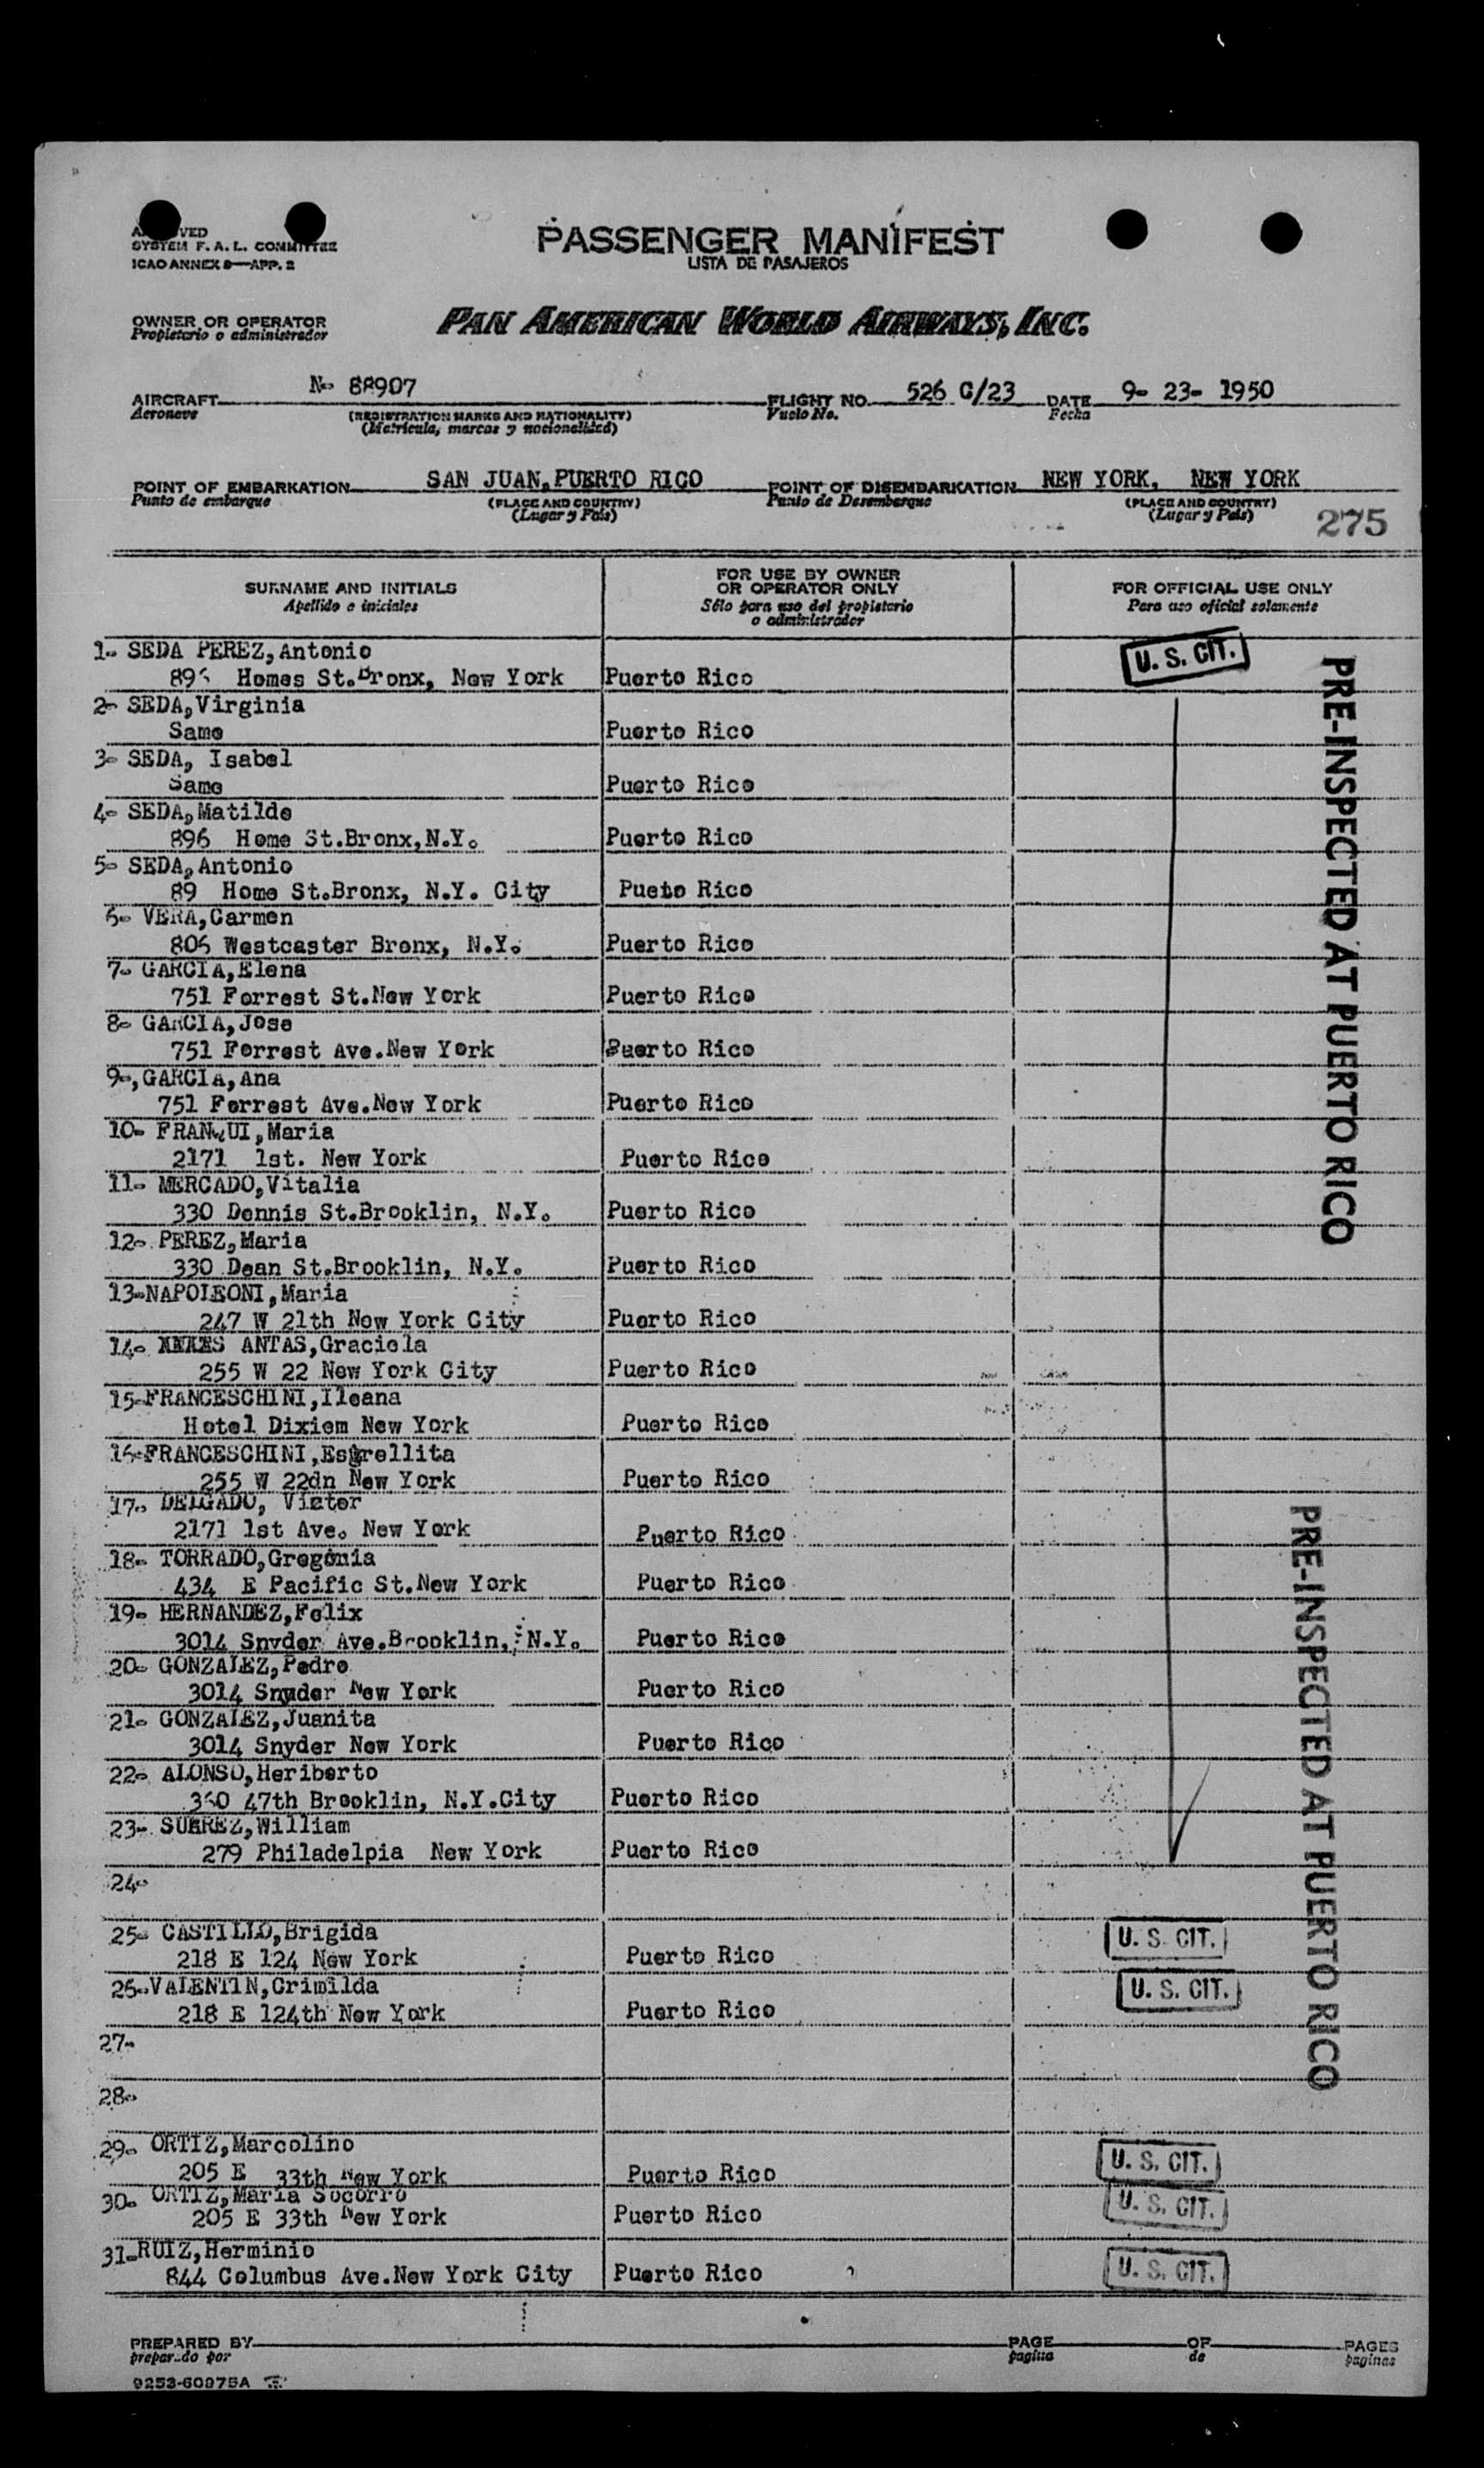 PASSENGER MANIFEST
LISTA DE PASAJEROS
SYSTEM F. A. L. COMMITTEE
ICAO ANNEX 9—APP. 2
OWNER OR OPERATOR
Propietario o administrador
PAN AMERICAN WORLD AIRWAYS, INC.
AIRCRAFT
Aeronave
No 88907
(REGISTRATION MARKS AND NATIONALITY)
(Matricula, marcas y nacionalidad)
FLIGHT NO. 526 C/23
Vuelo No.
DATE 9- 23- 1950
Fecha
POINT OF EMBARKATION SAN JUAN, PUERTO RICO
Punto de embarque
(PLACE AND COUNTRY)
(Lugar y País)
POINT OF DISEMBARKATION NEW YORK, NEW YORK
Punto de Desembarque
(PLACE AND COUNTRY)
(Lugar y País)
275
SURNAME AND INITIALS
Apellido e iniciales
FOR USE BY OWNER
OR OPERATOR ONLY
Sólo para uso del propietario
o administrador
FOR OFFICIAL USE ONLY
Para uso oficial solamente
1- SEDA PEREZ, Antonio
Homes St. Bronx, New York Puerto Rico U. S. CIT.
2- SEDA, Virginia
Same Puerto Rico
3- SEDA, Isabel
Same Puerto Rico
4- SEDA, Matilde
896 Home St.Bronx, N.Y. Puerto Rico
5- SEDA, Antonio
89 Home St.Bronx, N.Y. City Pueto Rico
6- VERA, Carmen
806 Westcaster Bronx, N.Y. Puerto Rico
7- GARCIA, Elena
751 Forrest St.New York Puerto Rico
8- GARCIA, Jose
751 Forrest Ave.New York Puerto Rico
9-, GARCIA, Ana
751 Forrest Ave.New York Puerto Rico
10- FRANQUI, Maria
2171 1st. New York Puerto Rico
11- MERCADO, Vitalia
330 Dennis St.Brooklin, N.Y. Puerto Rico
12- PEREZ, Maria
330 Dean St.Brooklin, N.Y. Puerto Rico
13-NAPOLEONI, Maria
247 W 21th New York City Puerto Rico
14- ANTAS, Graciela
255 W 22 New York City Puerto Rico
15-FRANCESCHINI, Ileana
Hotel Dixiem New York Puerto Rico
16-FRANCESCHINI, Estrellita
255 W 22dn New York Puerto Rico
17- DELGADO, Victor
2171 1st Ave. New York Puerto Rico
18- TORRADO, Gregonia
434 E Pacific St.New York Puerto Rico
19- HERNANDEZ, Felix
3014 Snyder Ave.Brooklin, N.Y. Puerto Rico
20- GONZALEZ, Pedro
3014 Snyder New York Puerto Rico
21- GONZALEZ, Juanita
3014 Snyder New York Puerto Rico
22- ALONSO, Heriberto
47th Brooklin, N.Y.City Puerto Rico
23- SUEREZ, William
279 Philadelpia New York Puerto Rico
24-
25- CASTILLO, Brigida
218 E 124 New York Puerto Rico U. S. CIT.
26-VALENTIN, Crimilda
218 E 124th New York Puerto Rico U. S. CIT.
27-
28-
29- ORTIZ, Marcolino
205 E 33th New York Puerto Rico U. S. CIT.
30- ORTIZ, Maria Socorro
205 E 33th New York Puerto Rico U. S. CIT.
31-RUIZ, Herminio
844 Columbus Ave.New York City Puerto Rico U. S. CIT.
PRE-INSPECTED AT PUERTO RICO
PRE-INSPECTED AT PUERTO RICO
PREPARED BY
preparado por
PAGE
pagina
OF
de
PAGES
paginas
9253-60975A